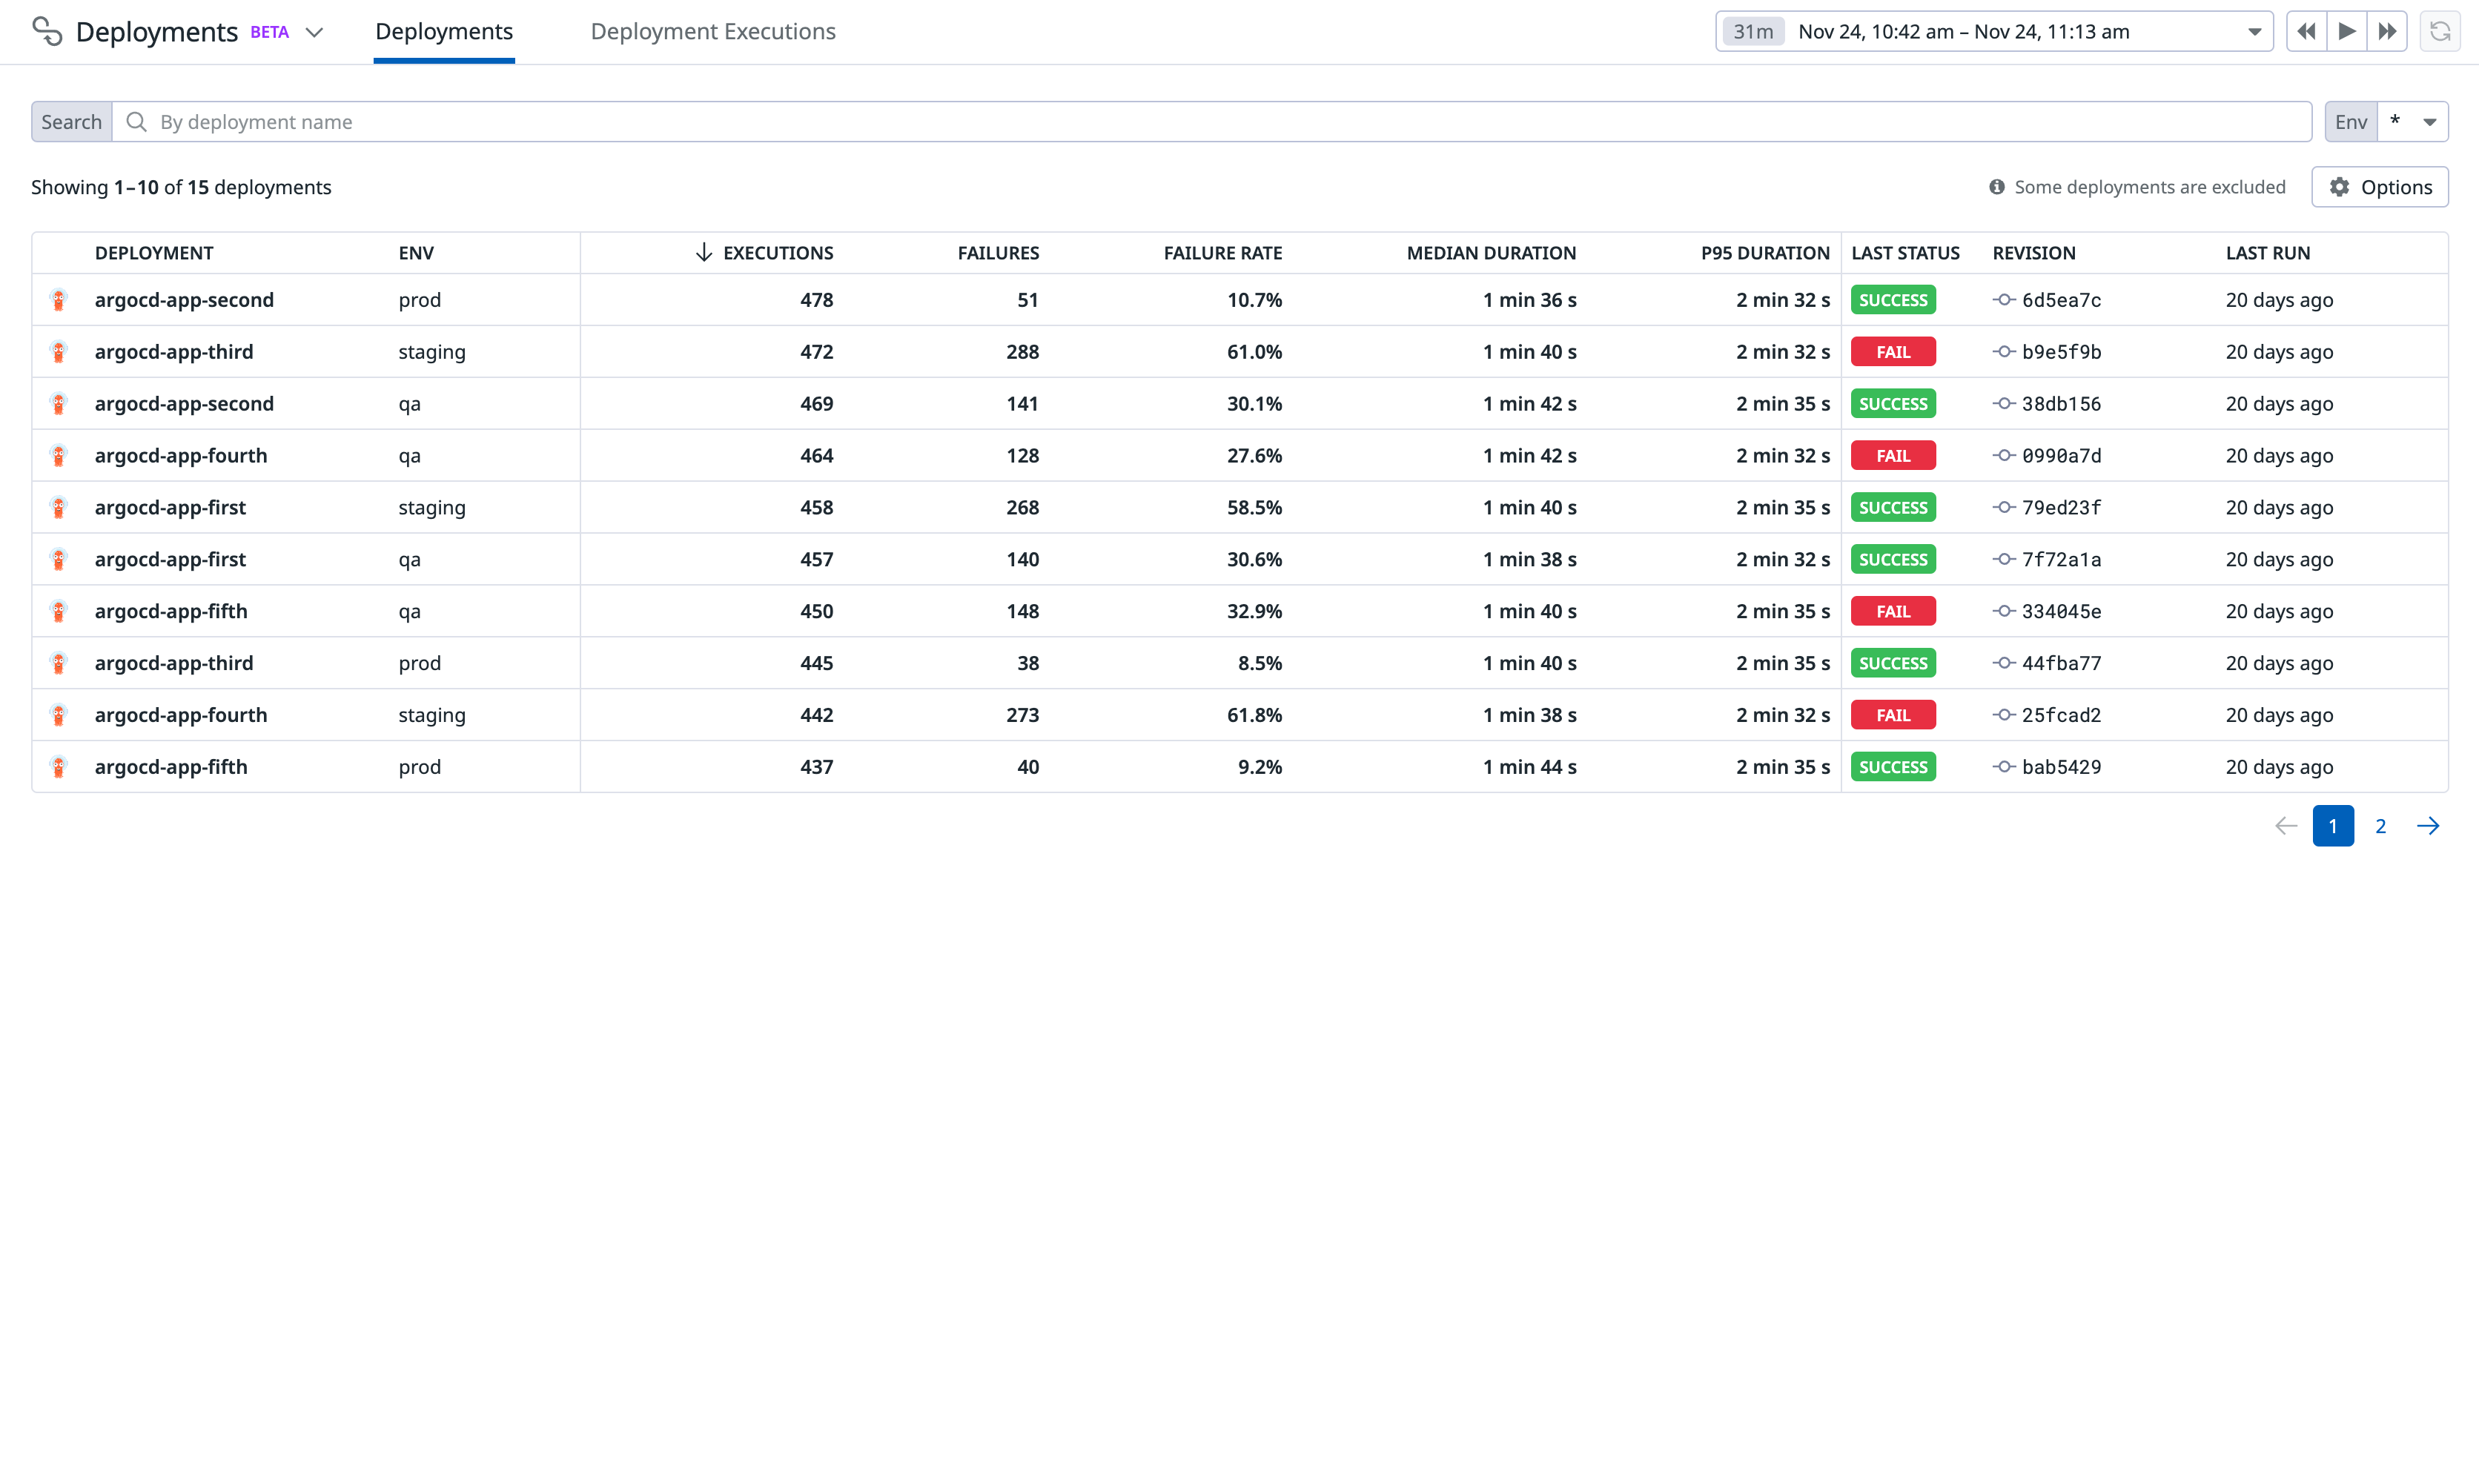 Deployments BETA Deployments Deployment Executions 31m Nov 24, 10:42 am – Nov 24, 11:13 am
Search By deployment name Env *
Showing 1–10 of 15 deployments Some deployments are excluded Options
DEPLOYMENT ENV EXECUTIONS FAILURES FAILURE RATE MEDIAN DURATION P95 DURATION LAST STATUS REVISION LAST RUN
argocd-app-second prod 478 51 10.7% 1 min 36 s 2 min 32 s SUCCESS 6d5ea7c 20 days ago
argocd-app-third staging 472 288 61.0% 1 min 40 s 2 min 32 s FAIL b9e5f9b 20 days ago
argocd-app-second qa 469 141 30.1% 1 min 42 s 2 min 35 s SUCCESS 38db156 20 days ago
argocd-app-fourth qa 464 128 27.6% 1 min 42 s 2 min 32 s FAIL 0990a7d 20 days ago
argocd-app-first staging 458 268 58.5% 1 min 40 s 2 min 35 s SUCCESS 79ed23f 20 days ago
argocd-app-first qa 457 140 30.6% 1 min 38 s 2 min 32 s SUCCESS 7f72a1a 20 days ago
argocd-app-fifth qa 450 148 32.9% 1 min 40 s 2 min 35 s FAIL 334045e 20 days ago
argocd-app-third prod 445 38 8.5% 1 min 40 s 2 min 35 s SUCCESS 44fba77 20 days ago
argocd-app-fourth staging 442 273 61.8% 1 min 38 s 2 min 32 s FAIL 25fcad2 20 days ago
argocd-app-fifth prod 437 40 9.2% 1 min 44 s 2 min 35 s SUCCESS bab5429 20 days ago
1 2